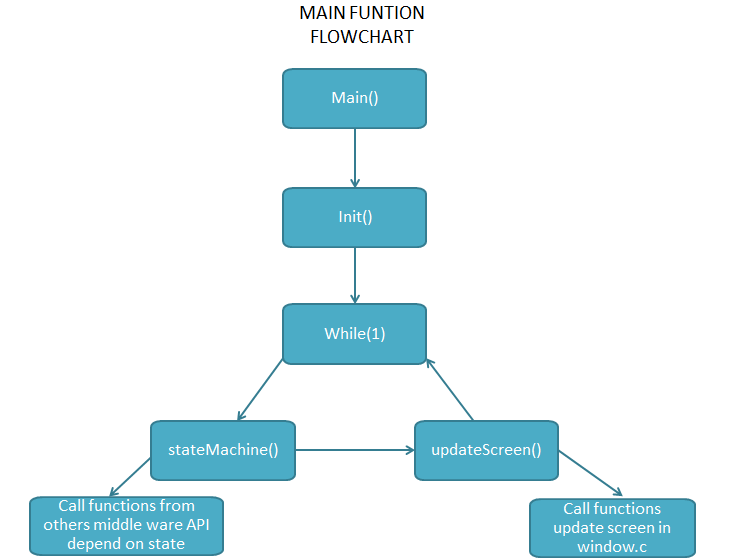 MAIN FUNTION
FLOWCHART
Main()
Init()
While(1)
stateMachine()
updateScreen()
Call functions from
others middle ware API
depend on state
Call functions
update screen in
window.c